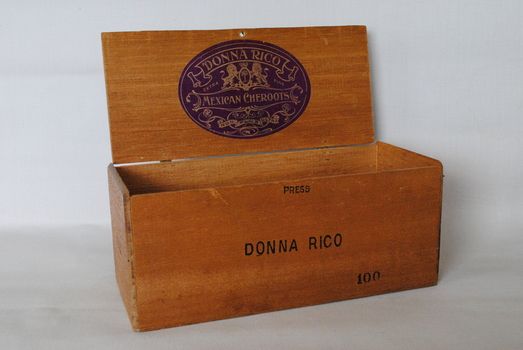 DONNA RICO
MEXICAN CHEROOTS
PRESS
DONNA RICO
100